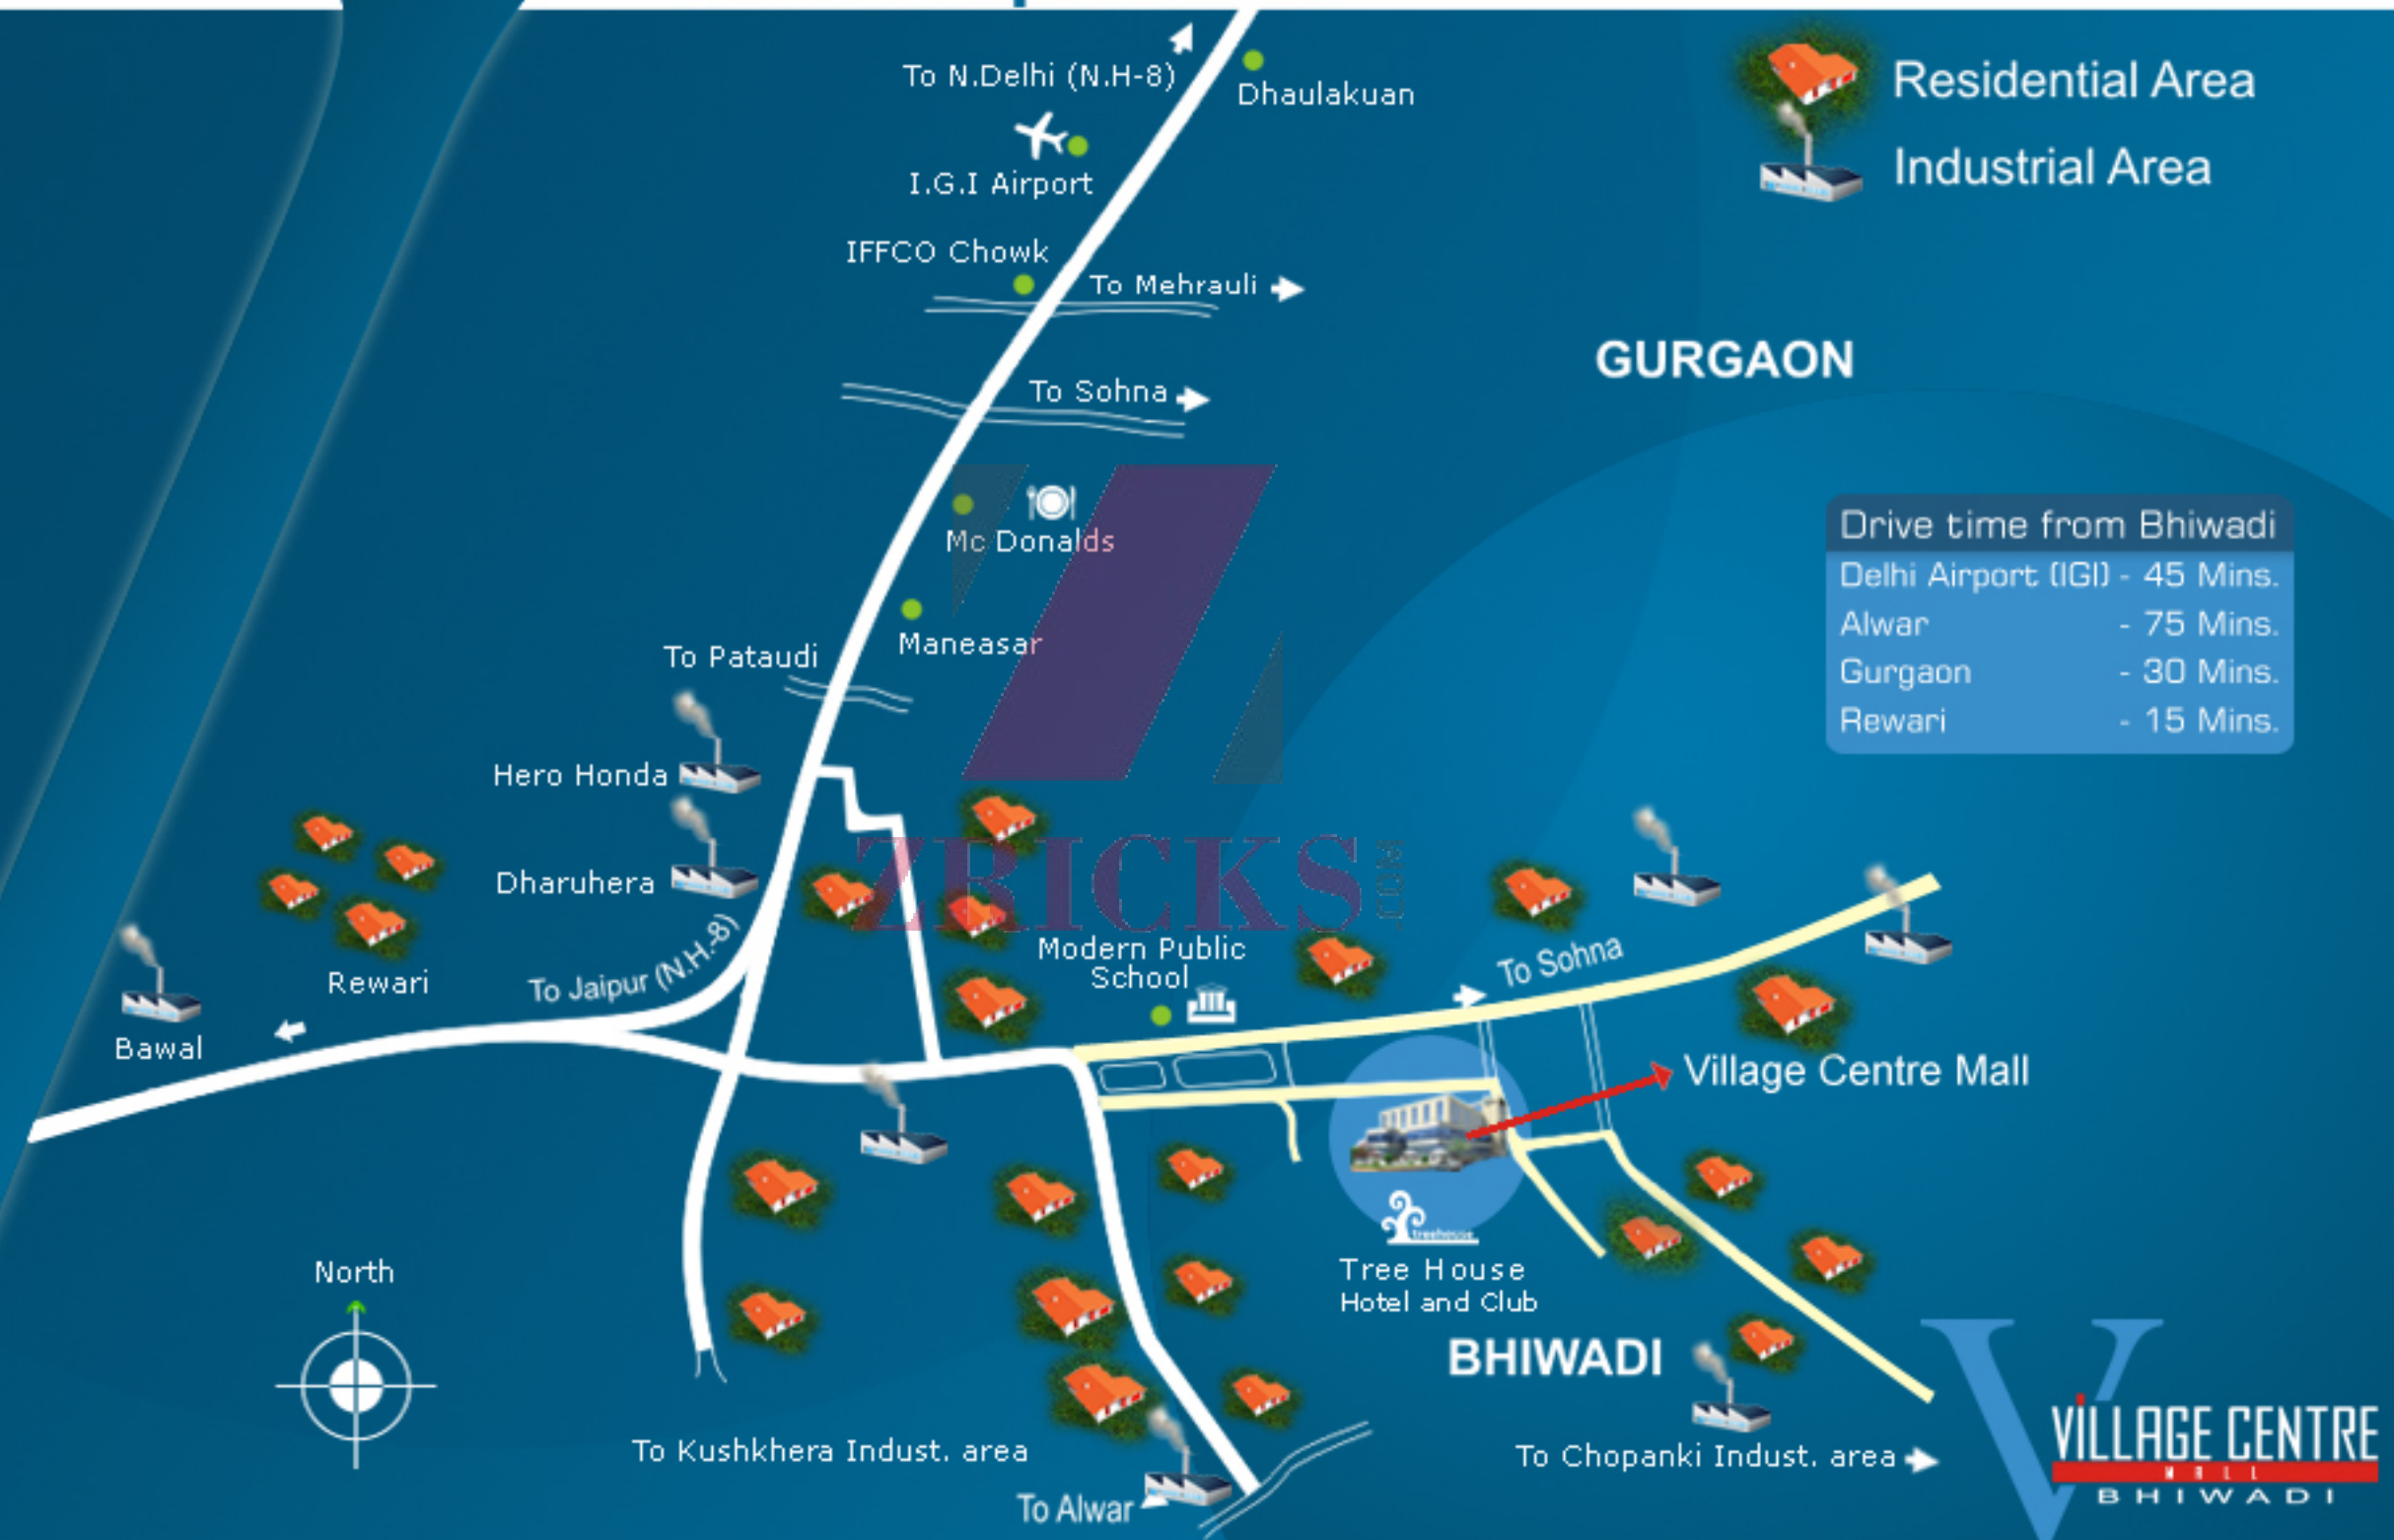 To N.Delhi (N.H-8)
Dhaulakuan
Residential Area
I.G.I Airport
Industrial Area
IFFCO Chowk
To Mehrauli
GURGAON
To Sohna
Mc Donalds
Drive time from Bhiwadi
Delhi Airport (IGI) - 45 Mins.
Alwar - 75 Mins.
Gurgaon - 30 Mins.
Rewari - 15 Mins.
Maneasar
To Pataudi
Hero Honda
Dharuhera
ZRICKS
Modern Public
School
To Sohna
To Jaipur (N.H.-8)
Rewari
Bawal
Village Centre Mall
treehouse
Tree House
Hotel and Club
North
BHIWADI
To Kushkhera Indust. area
To Chopanki Indust. area
To Alwar
V
ViLLAGE CENTRE
MALL
BHIWADI